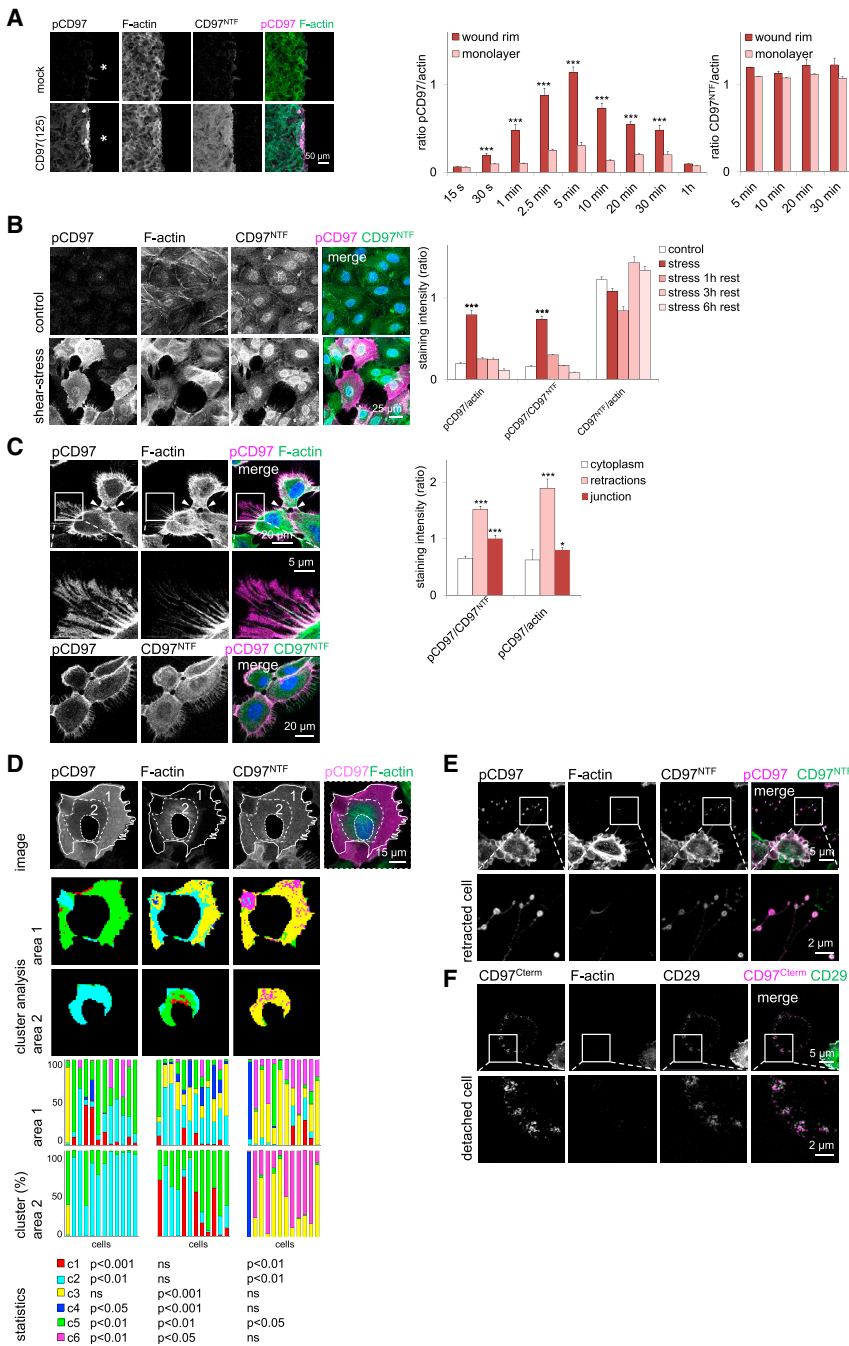 A
pCD97 F-actin CD97NTF pCD97 F-actin
mock
*
CD97(125)
*
50 µm
ratio pCD97/actin
wound rim
monolayer
1
0
*** *** *** *** *** *** ***
15 s 30 s 1 min 2.5 min 5 min 10 min 20 min 30 min 1h
ratio CD97NTF/actin
wound rim
monolayer
1
0
5 min 10 min 20 min 30 min
B
pCD97 F-actin CD97NTF pCD97 CD97NTF
merge
control
shear-stress
25 µm
staining intensity (ratio)
control
stress
stress 1h rest
stress 3h rest
stress 6h rest
1
0
*** ***
pCD97/actin pCD97/CD97NTF CD97NTF/actin
C
pCD97 F-actin pCD97 F-actin
merge
20 µm
5 µm
pCD97 CD97NTF pCD97 CD97NTF
merge
20 µm
staining intensity (ratio)
cytoplasm
retractions
junction
2
1
0
*** *** *** *
pCD97/CD97NTF pCD97/actin
D
pCD97 F-actin CD97NTF pCD97F-actin
image
1 1
2 2
15 µm
cluster analysis
area 1
area 2
cluster (%)
area 1
100
50
0
area 2
100
50
0
cells cells cells
statistics
c1 p<0.001 ns p<0.01
c2 p<0.01 ns p<0.01
c3 ns p<0.001 ns
c4 p<0.05 p<0.001 ns
c5 p<0.01 p<0.01 p<0.05
c6 p<0.01 p<0.05 ns
E
pCD97 F-actin CD97NTF pCD97 CD97NTF
merge
5 µm
retracted cell
2 µm
F
CD97Cterm F-actin CD29 CD97Cterm CD29
merge
5 µm
detached cell
2 µm